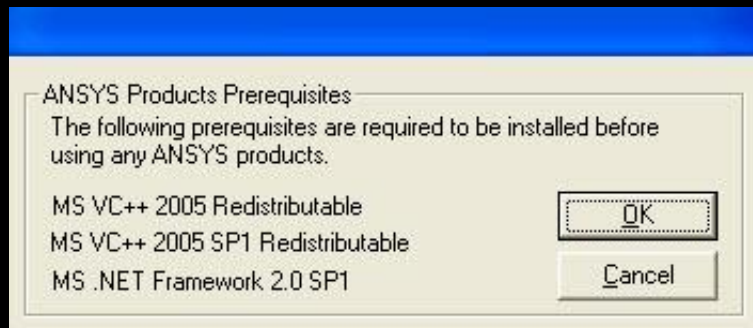 ANSYS Products Prerequisites
The following prerequisites are required to be installed before
using any ANSYS products.
MS VC++ 2005 Redistributable
MS VC++ 2005 SP1 Redistributable
MS .NET Framework 2.0 SP1
OK
Cancel